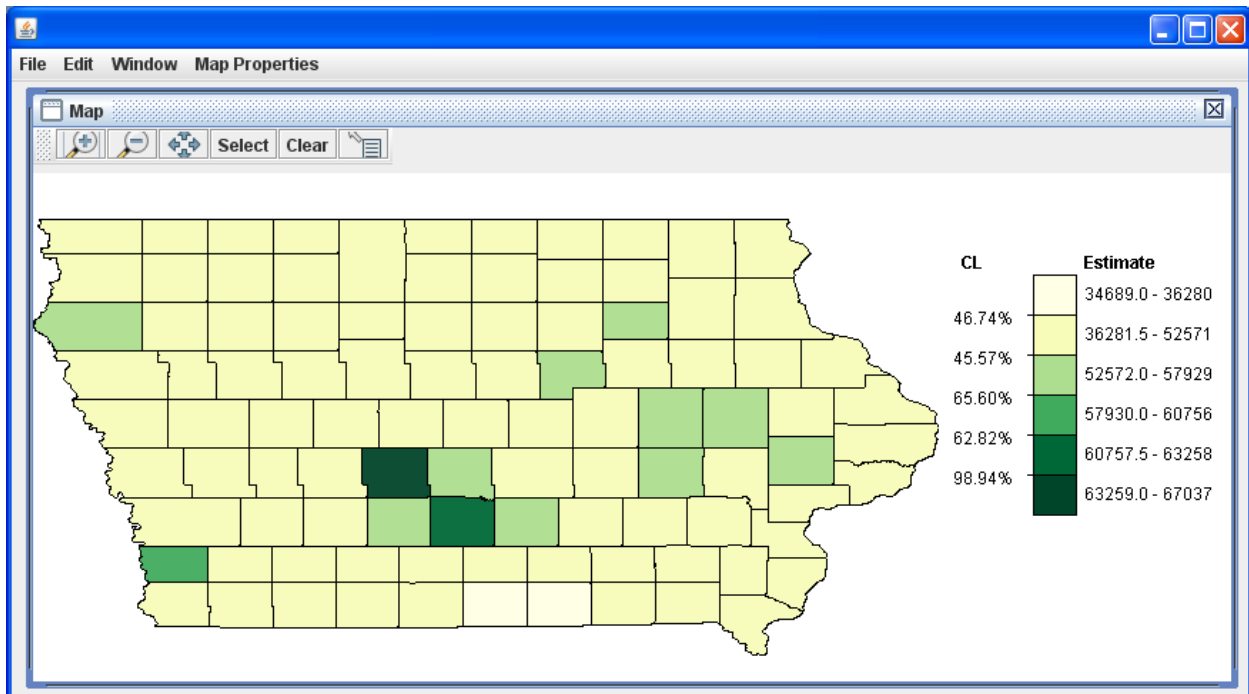 File Edit Window Map Properties
Map
Select Clear
CL Estimate
34689.0 - 36280
46.74%
36281.5 - 52571
45.57%
52572.0 - 57929
65.60%
57930.0 - 60756
62.82%
60757.5 - 63258
98.94%
63259.0 - 67037